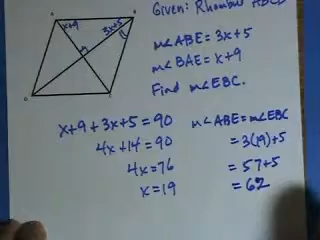 Given: Rhombus ABCD
x+9
3x+5
m∠ABE = 3x+5
m∠BAE = x+9
Find m∠EBC.
x+9+3x+5=90
4x+14=90
4x=76
x=19
m∠ABE=m∠EBC
=3(19)+5
=57+5
=62